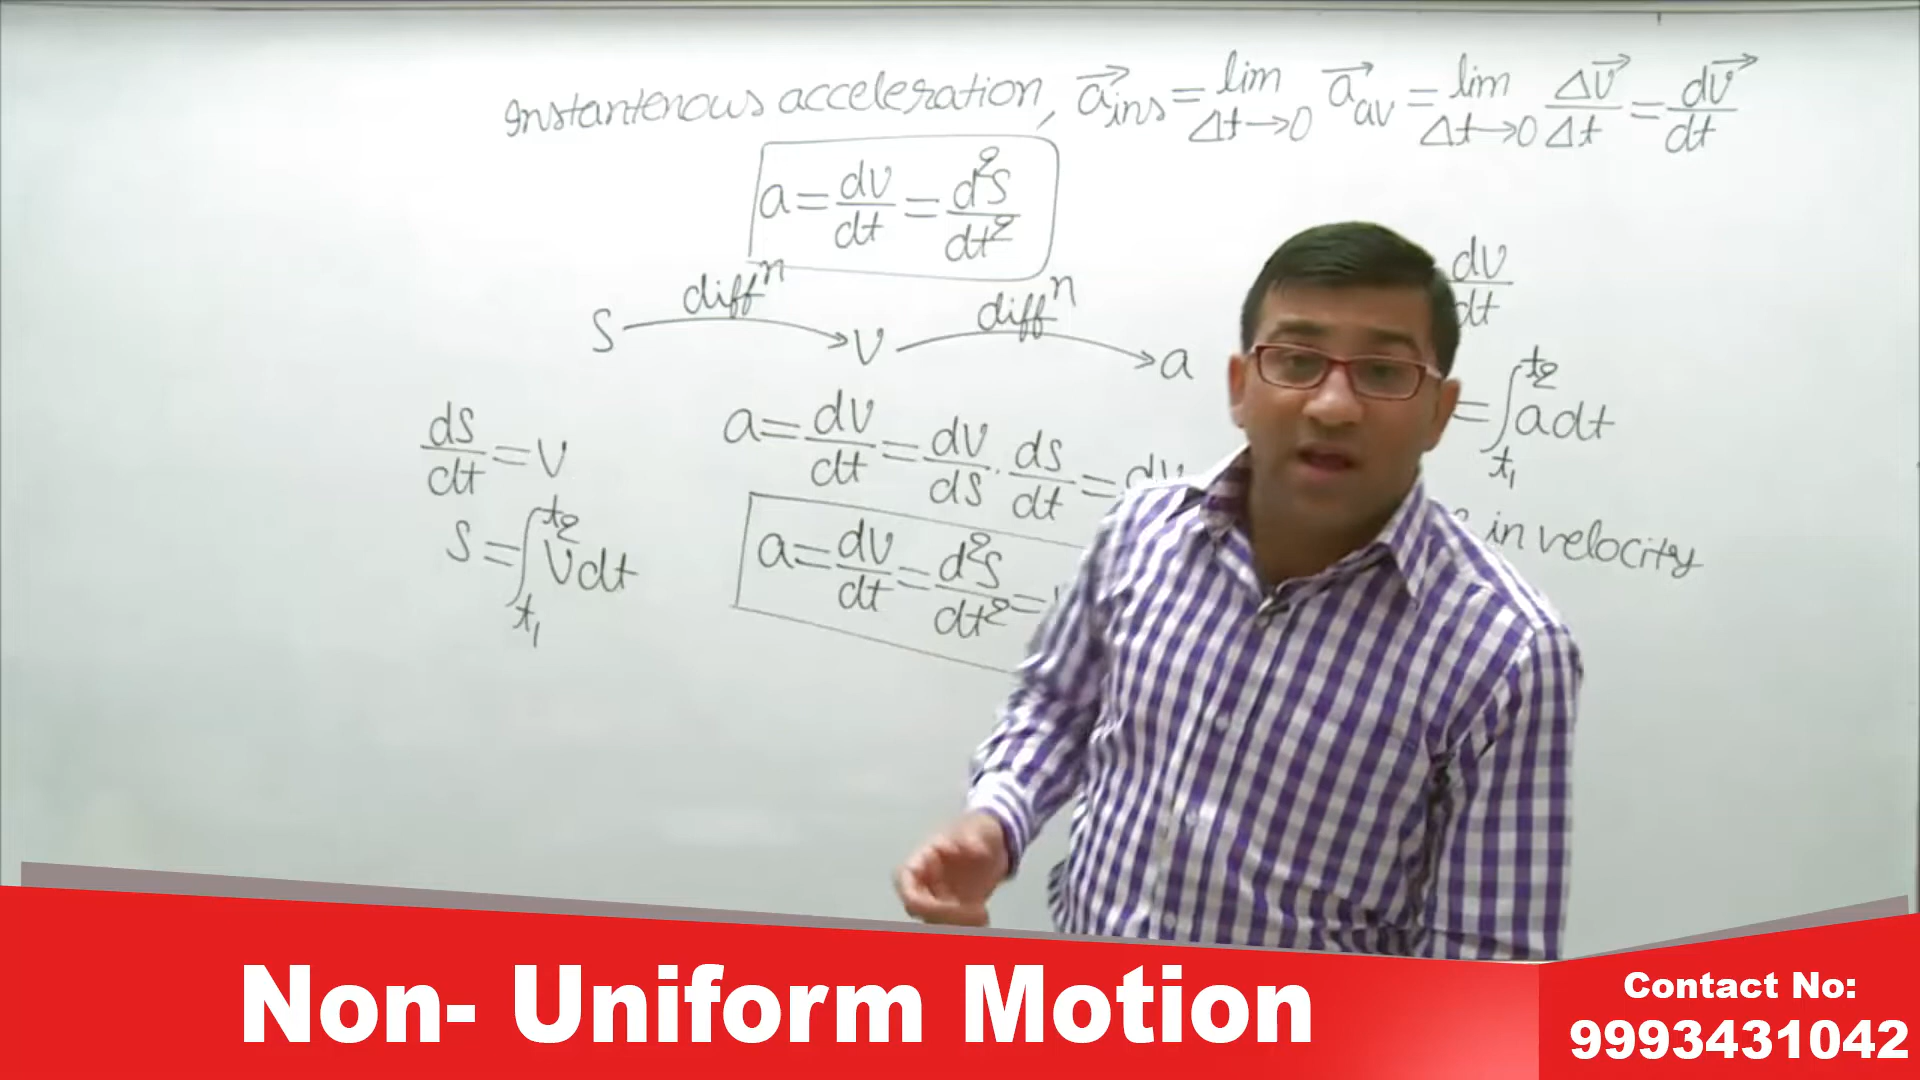 Instantenous acceleration, a⃗ins = lim Δt→0 a⃗av = lim Δt→0 Δv⃗/Δt = dv⃗/dt
a = dv/dt = d²s/dt²
dv/dt
S diffⁿ v diffⁿ a
= ∫t₁t₂ a dt
ds/dt = v
a = dv/dt = dv/ds . ds/dt =
in velocity
S = ∫t₁t₂ v dt
a = dv/dt = d²s/dt² =
Non- Uniform Motion
Contact No:
9993431042